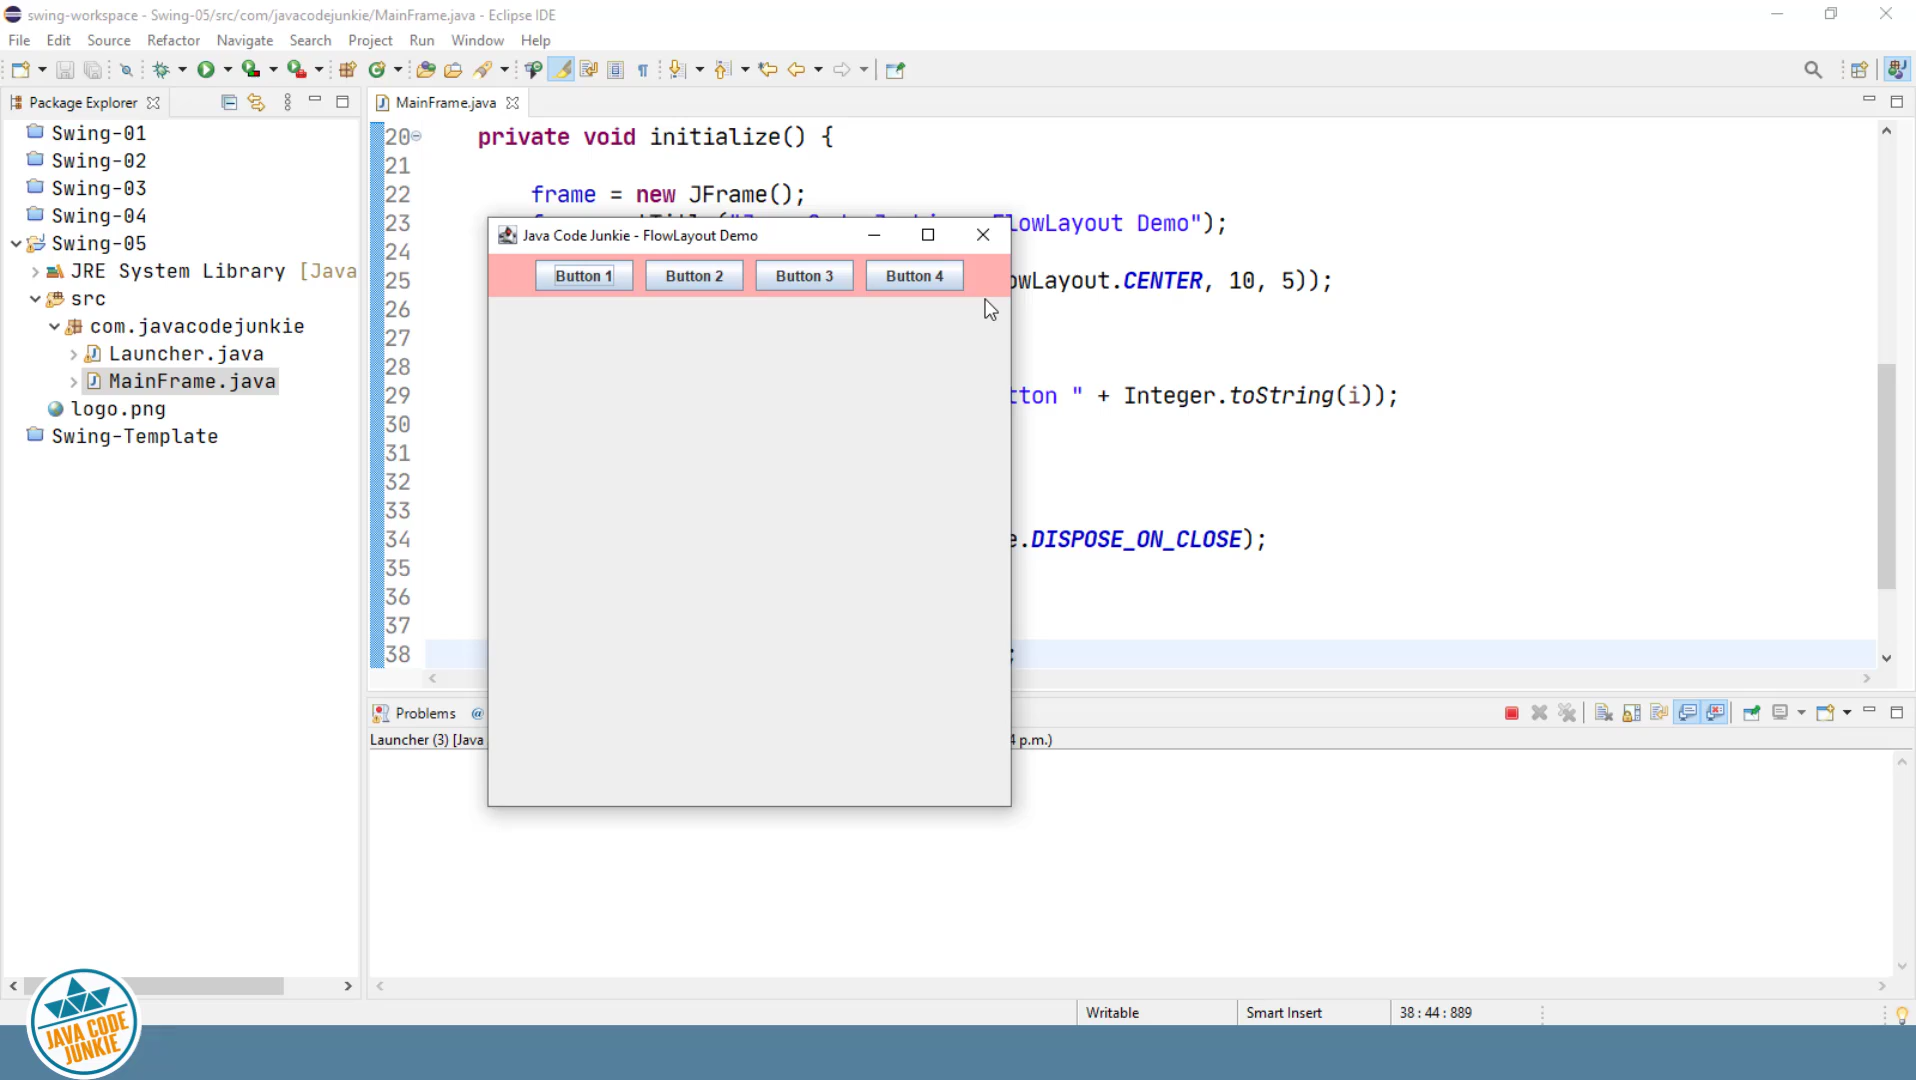 swing-workspace - Swing-05/src/com/javacodejunkie/MainFrame.java - Eclipse IDE
File Edit Source Refactor Navigate Search Project Run Window Help
Package Explorer
MainFrame.java
Swing-01
Swing-02
Swing-03
Swing-04
Swing-05
JRE System Library [Java
src
com.javacodejunkie
Launcher.java
MainFrame.java
logo.png
Swing-Template
20 private void initialize() {
21
22 frame = new JFrame();
23 FlowLayout Demo");
24
25 owLayout.CENTER, 10, 5));
26
27
28
29 tton " + Integer.toString(i));
30
31
32
33
34 e.DISPOSE_ON_CLOSE);
35
36
37
38 ;
Java Code Junkie - FlowLayout Demo
Button 1 Button 2 Button 3 Button 4
Problems @
Launcher (3) [Java 4 p.m.)
Writable Smart Insert 38 : 44 : 889
JAVA CODE
JUNKIE